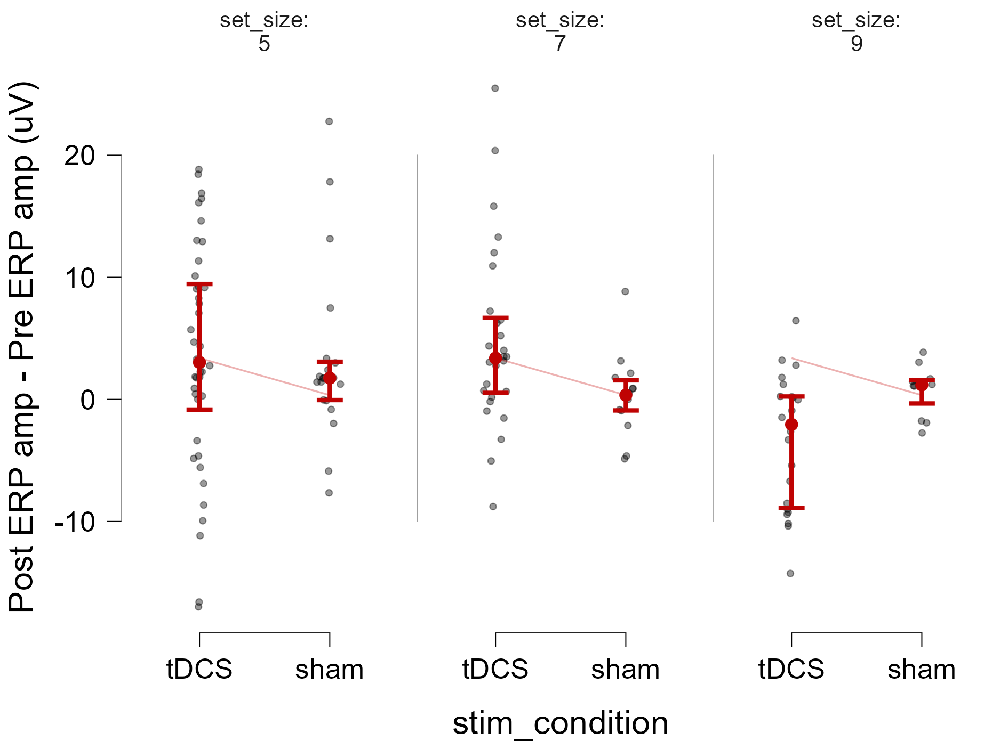 set_size:
5
set_size:
7
set_size:
9
Post ERP amp - Pre ERP amp (uV)
20
10
0
-10
tDCS
sham
tDCS
sham
tDCS
sham
stim_condition